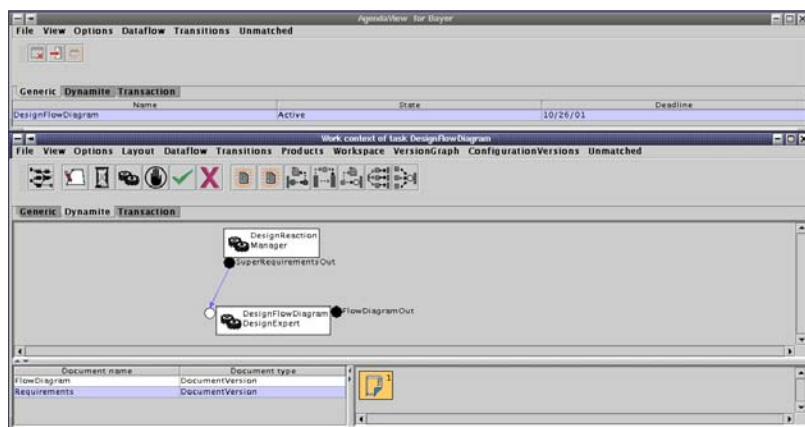 AgendaView for Bayer
File View Options Dataflow Transitions Unmatched
Generic Dynamite Transaction
Name State Deadline
DesignFlowDiagram Active 10/26/01
Work context of task DesignFlowDiagram
File View Options Layout Dataflow Transitions Products Workspace VersionGraph ConfigurationVersions Unmatched
Generic Dynamite Transaction
DesignReaction
Manager
SuperRequirementsOut
DesignFlowDiagram FlowDiagramOut
DesignExpert
Document name Document type
FlowDiagram DocumentVersion
Requirements DocumentVersion
1